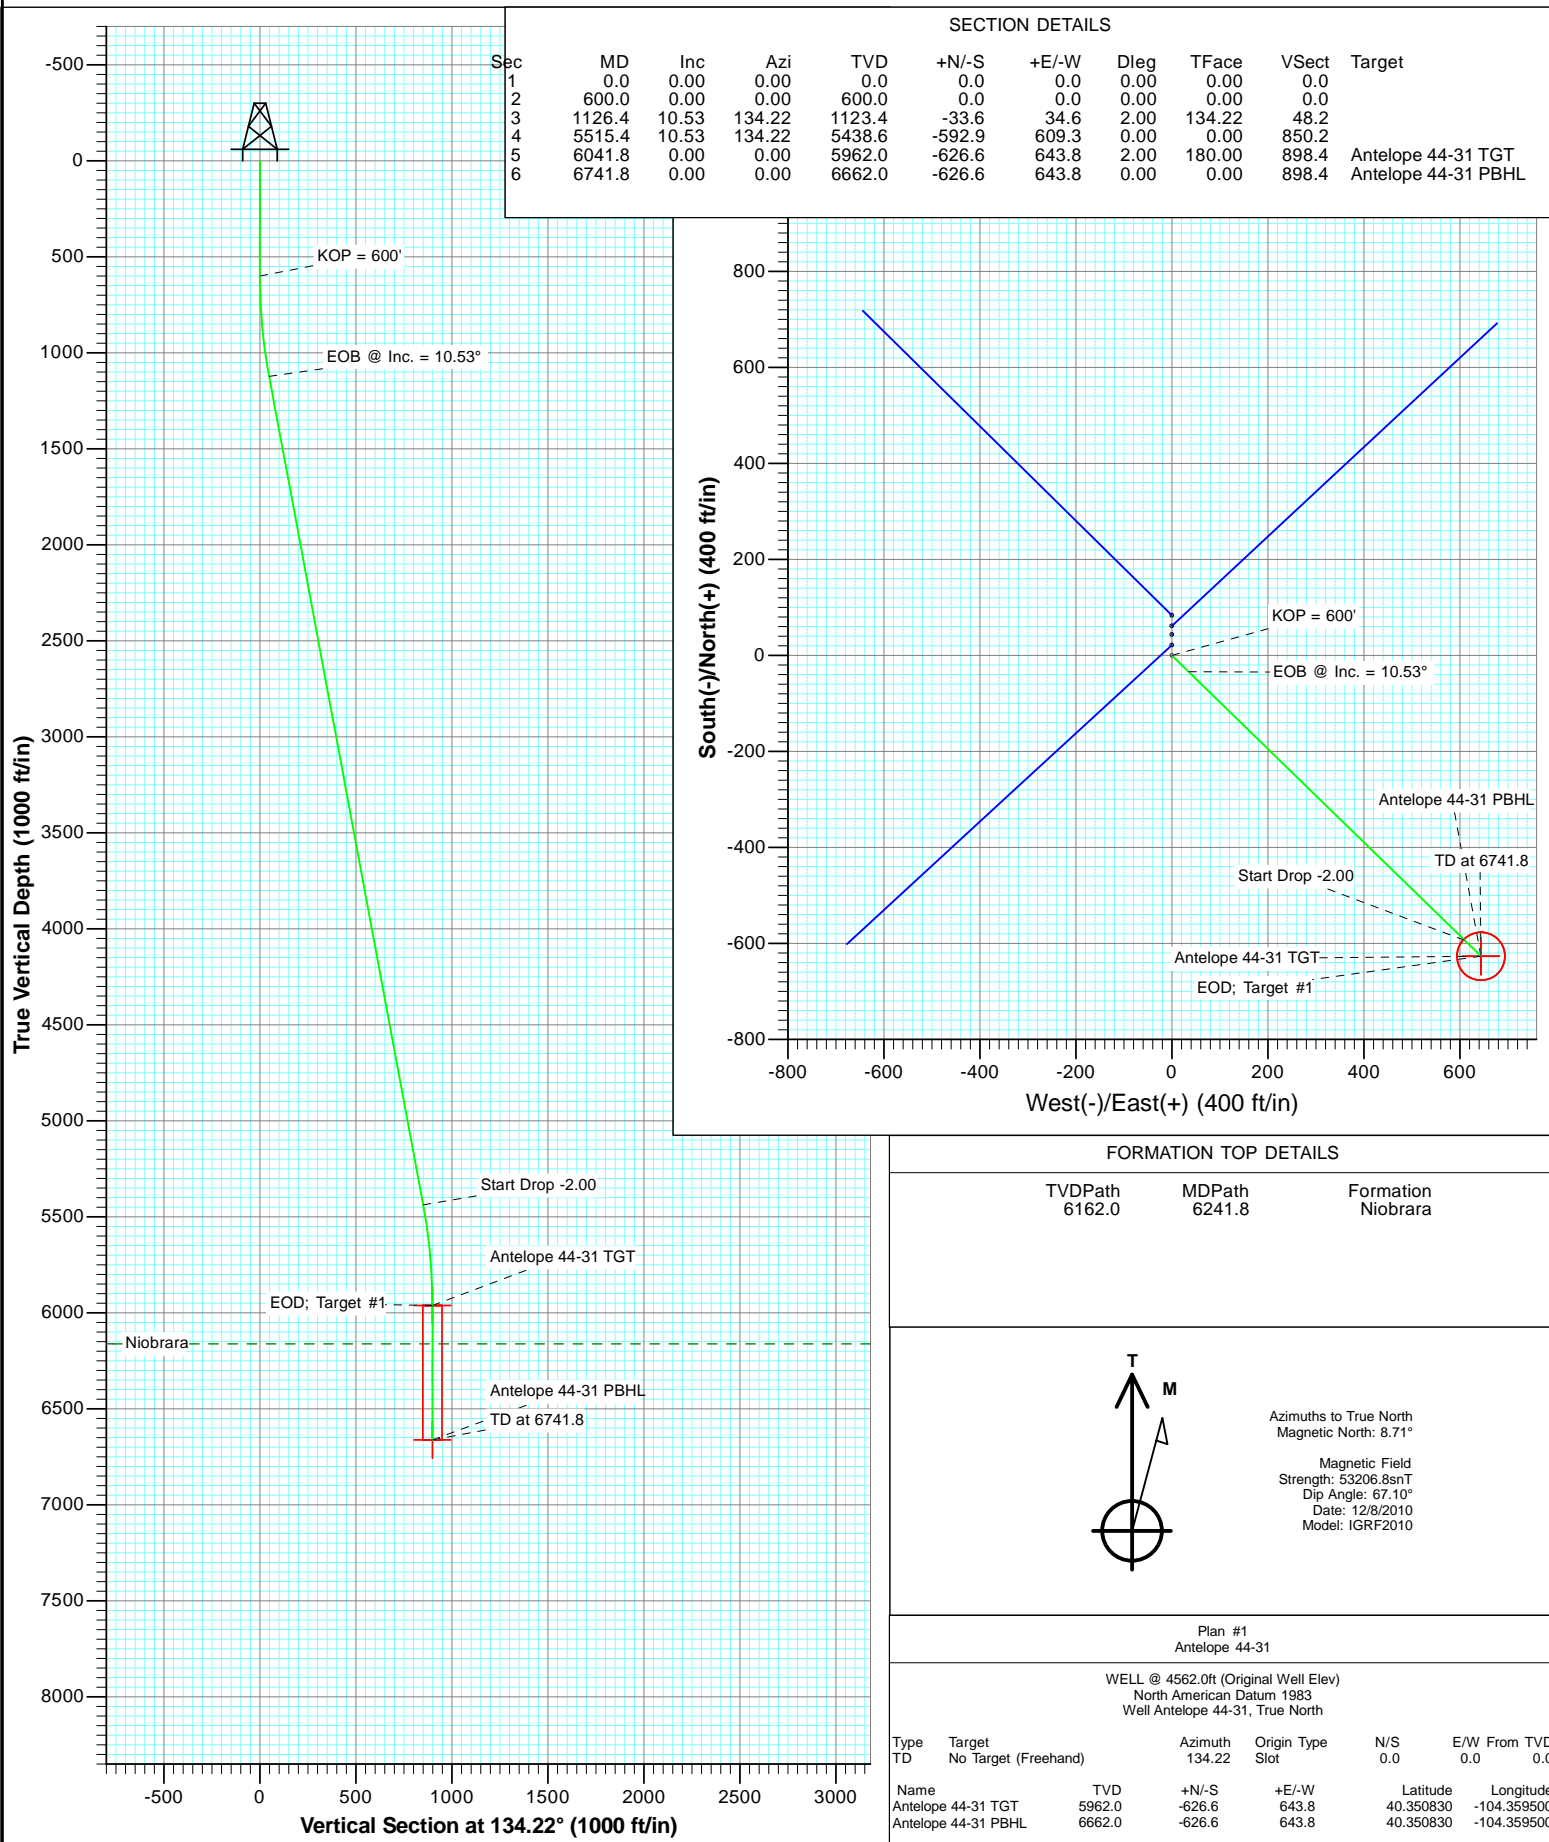 SECTION DETAILS
Sec MD Inc Azi TVD +N/-S +E/-W Dleg TFace VSect Target
1 0.0 0.00 0.00 0.0 0.0 0.0 0.00 0.00 0.0
2 600.0 0.00 0.00 600.0 0.0 0.0 0.00 0.00 0.0
3 1126.4 10.53 134.22 1123.4 -33.6 34.6 2.00 134.22 48.2
4 5515.4 10.53 134.22 5438.6 -592.9 609.3 0.00 0.00 850.2
5 6041.8 0.00 0.00 5962.0 -626.6 643.8 2.00 180.00 898.4 Antelope 44-31 TGT
6 6741.8 0.00 0.00 6662.0 -626.6 643.8 0.00 0.00 898.4 Antelope 44-31 PBHL
True Vertical Depth (1000 ft/in)
-500
0
500
1000
1500
2000
2500
3000
3500
4000
4500
5000
5500
6000
6500
7000
7500
8000
KOP = 600'
EOB @ Inc. = 10.53°
Start Drop -2.00
Antelope 44-31 TGT
EOD; Target #1
Niobrara
Antelope 44-31 PBHL
TD at 6741.8
-500 0 500 1000 1500 2000 2500 3000
Vertical Section at 134.22° (1000 ft/in)
South(-)/North(+) (400 ft/in)
800
600
400
200
0
-200
-400
-600
-800
KOP = 600'
EOB @ Inc. = 10.53°
Antelope 44-31 PBHL
TD at 6741.8
Start Drop -2.00
Antelope 44-31 TGT
EOD; Target #1
-800 -600 -400 -200 0 200 400 600
West(-)/East(+) (400 ft/in)
FORMATION TOP DETAILS
TVDPath MDPath Formation
6162.0 6241.8 Niobrara
T
M
Azimuths to True North
Magnetic North: 8.71°
Magnetic Field
Strength: 53206.8snT
Dip Angle: 67.10°
Date: 12/8/2010
Model: IGRF2010
Plan #1
Antelope 44-31
WELL @ 4562.0ft (Original Well Elev)
North American Datum 1983
Well Antelope 44-31, True North
Type Target Azimuth Origin Type N/S E/W From TVD
TD No Target (Freehand) 134.22 Slot 0.0 0.0 0.0
Name TVD +N/-S +E/-W Latitude Longitude
Antelope 44-31 TGT 5962.0 -626.6 643.8 40.350830 -104.359500
Antelope 44-31 PBHL 6662.0 -626.6 643.8 40.350830 -104.359500